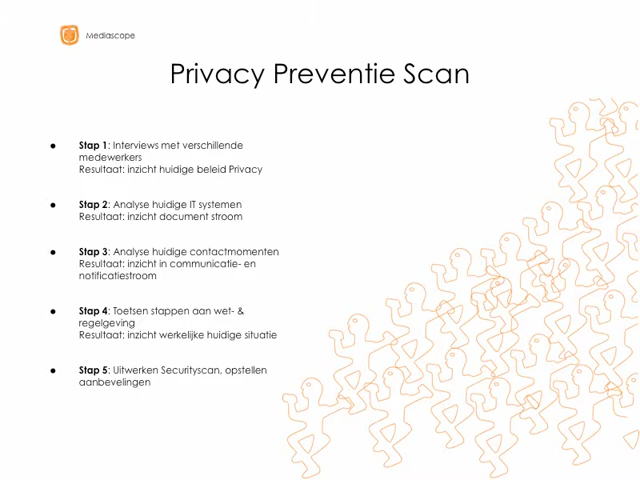 Mediascope
Privacy Preventie Scan
● Stap 1: Interviews met verschillende
medewerkers
Resultaat: inzicht huidige beleid Privacy
● Stap 2: Analyse huidige IT systemen
Resultaat: inzicht document stroom
● Stap 3: Analyse huidige contactmomenten
Resultaat: inzicht in communicatie- en
notificatiestroom
● Stap 4: Toetsen stappen aan wet- &
regelgeving
Resultaat: inzicht werkelijke huidige situatie
● Stap 5: Uitwerken Securityscan, opstellen
aanbevelingen